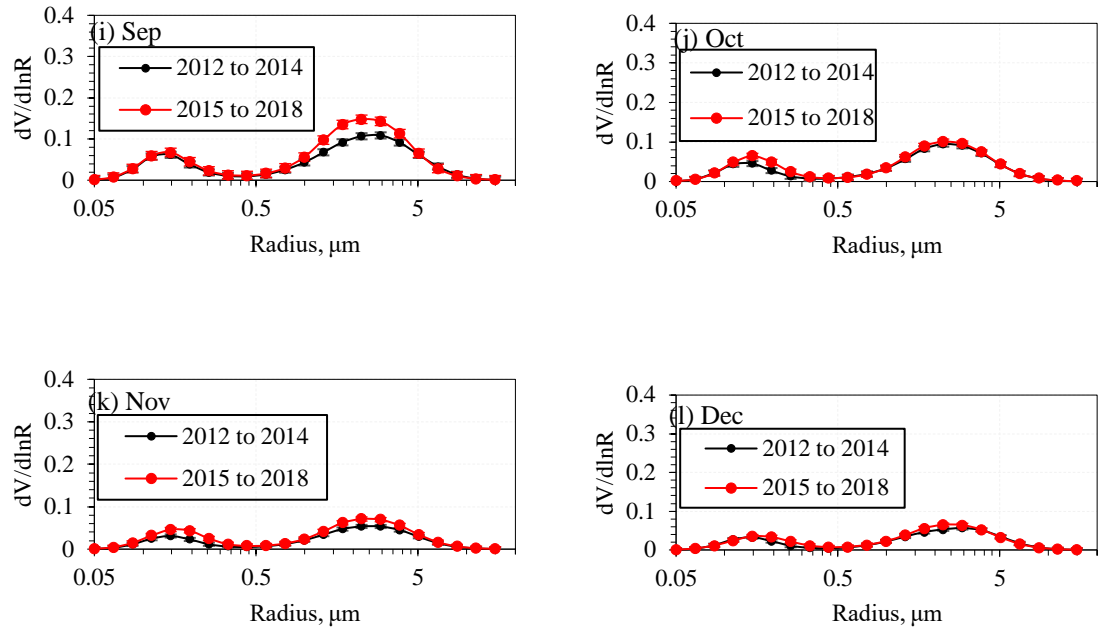 (i) Sep
0.4
0.3
0.2
0.1
0
dV/dlnR
2012 to 2014
2015 to 2018
0.05 0.5 5
Radius, μm
(j) Oct
0.4
0.3
0.2
0.1
0
dV/dlnR
2012 to 2014
2015 to 2018
0.05 0.5 5
Radius, μm
(k) Nov
0.4
0.3
0.2
0.1
0
dV/dlnR
2012 to 2014
2015 to 2018
0.05 0.5 5
Radius, μm
(l) Dec
0.4
0.3
0.2
0.1
0
dV/dlnR
2012 to 2014
2015 to 2018
0.05 0.5 5
Radius, μm